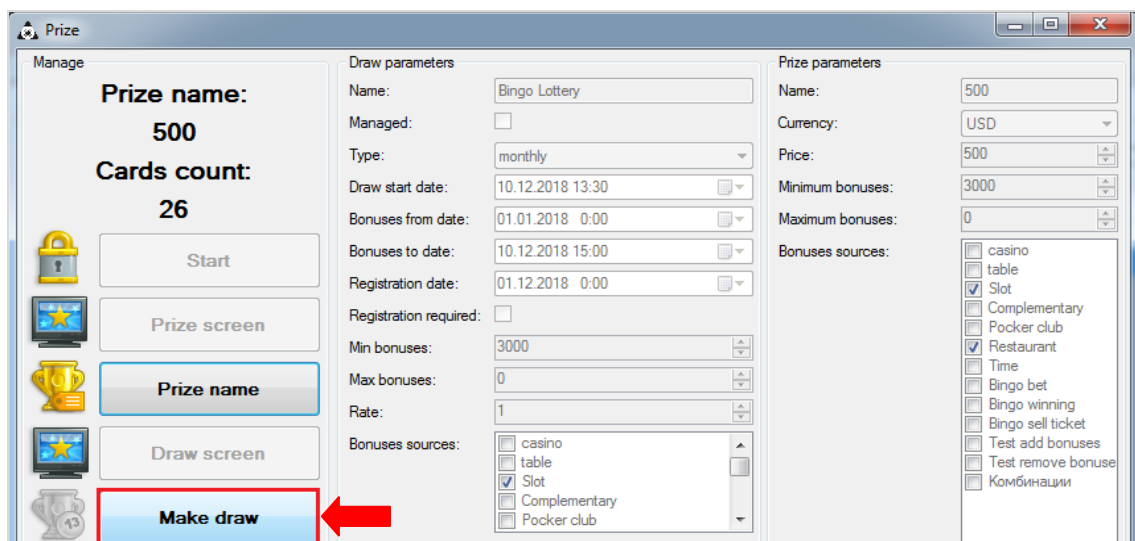 Prize
Manage
Prize name:
500
Cards count:
26
Start
Prize screen
Prize name
Draw screen
13
Make draw
Draw parameters
Name: Bingo Lottery
Managed:
Type: monthly
Draw start date: 10.12.2018 13:30
Bonuses from date: 01.01.2018 0:00
Bonuses to date: 10.12.2018 15:00
Registration date: 01.12.2018 0:00
Registration required:
Min bonuses: 3000
Max bonuses: 0
Rate: 1
Bonuses sources: casino
table
Slot
Complementary
Pocker club
Prize parameters
Name: 500
Currency: USD
Price: 500
Minimum bonuses: 3000
Maximum bonuses: 0
Bonuses sources: casino
table
Slot
Complementary
Pocker club
Restaurant
Time
Bingo bet
Bingo winning
Bingo sell ticket
Test add bonuses
Test remove bonuse
Комбинации